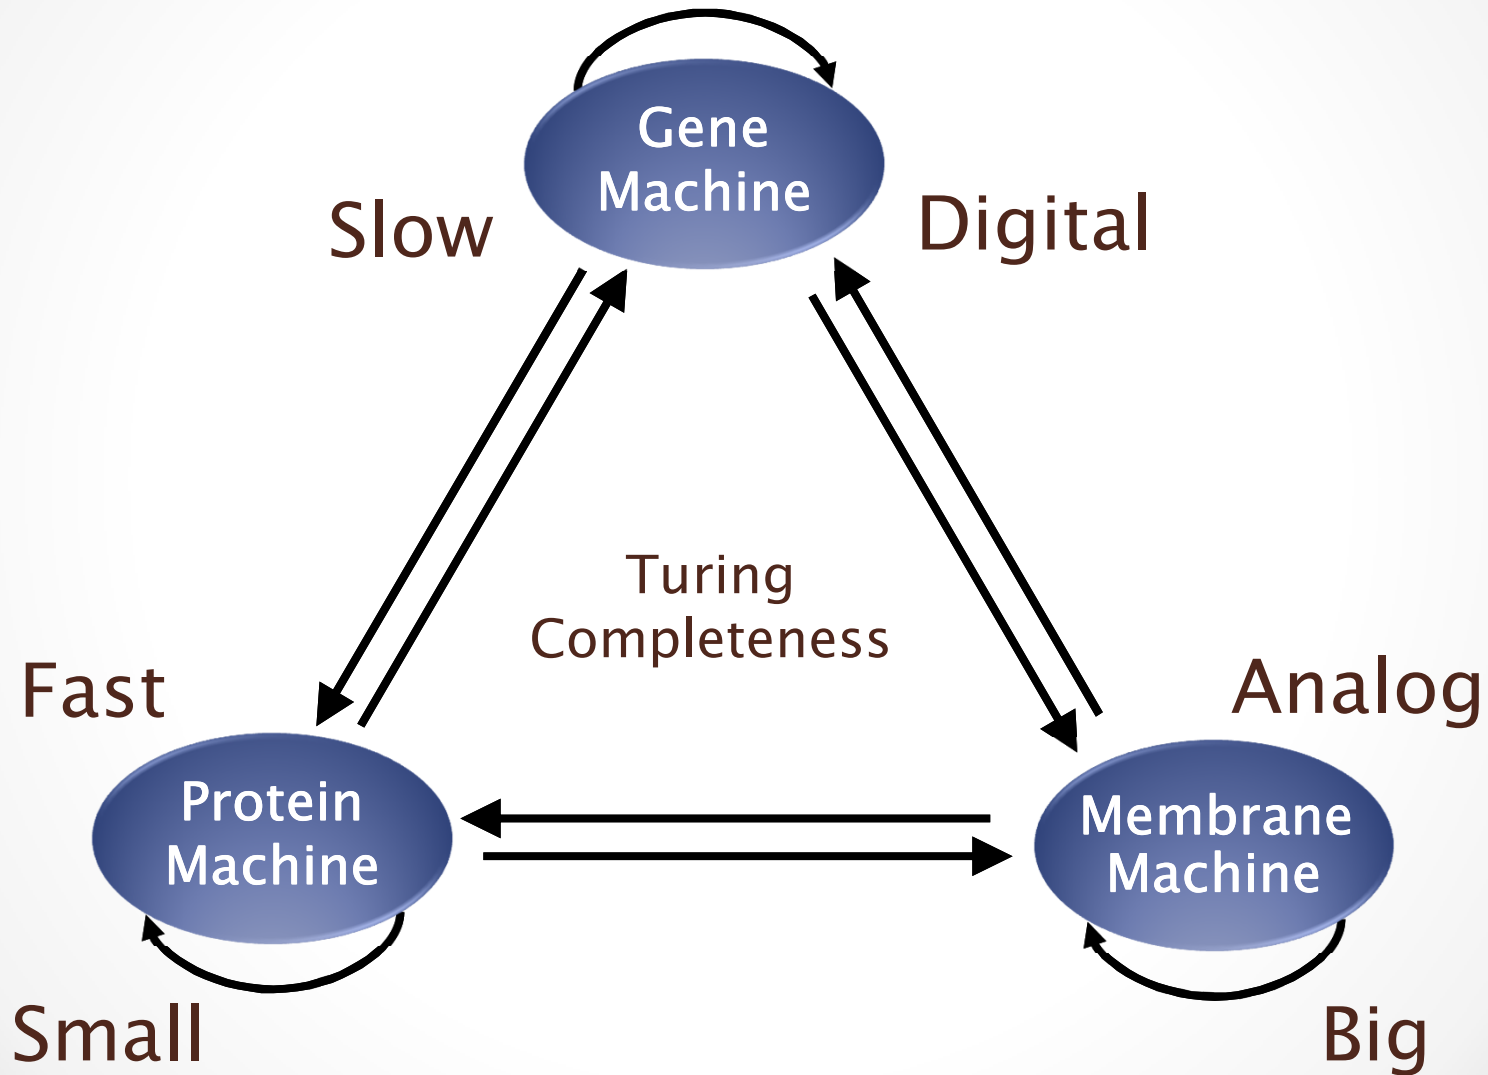 Gene
Machine
Slow
Digital
Turing
Completeness
Fast
Analog
Protein
Machine
Membrane
Machine
Small
Big